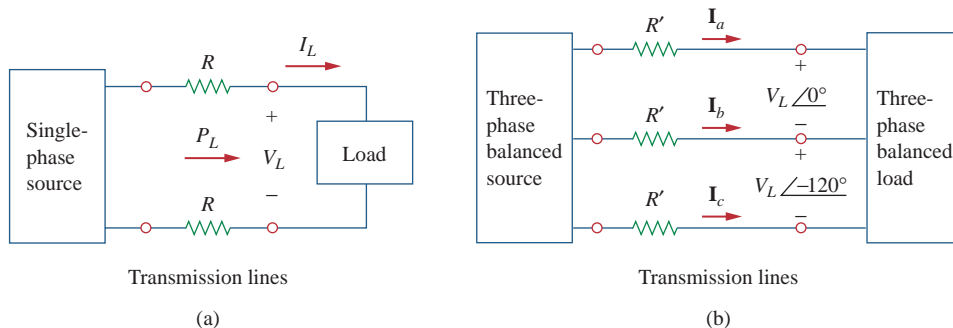 Single-
phase
source
R
I_L
+
P_L
V_L
Load
−
R
Transmission lines
(a)
Three-
phase
balanced
source
R′
I_a
+
V_L ∠0°
R′
I_b
−
+
V_L ∠−120°
R′
I_c
−
Three-
phase
balanced
load
Transmission lines
(b)